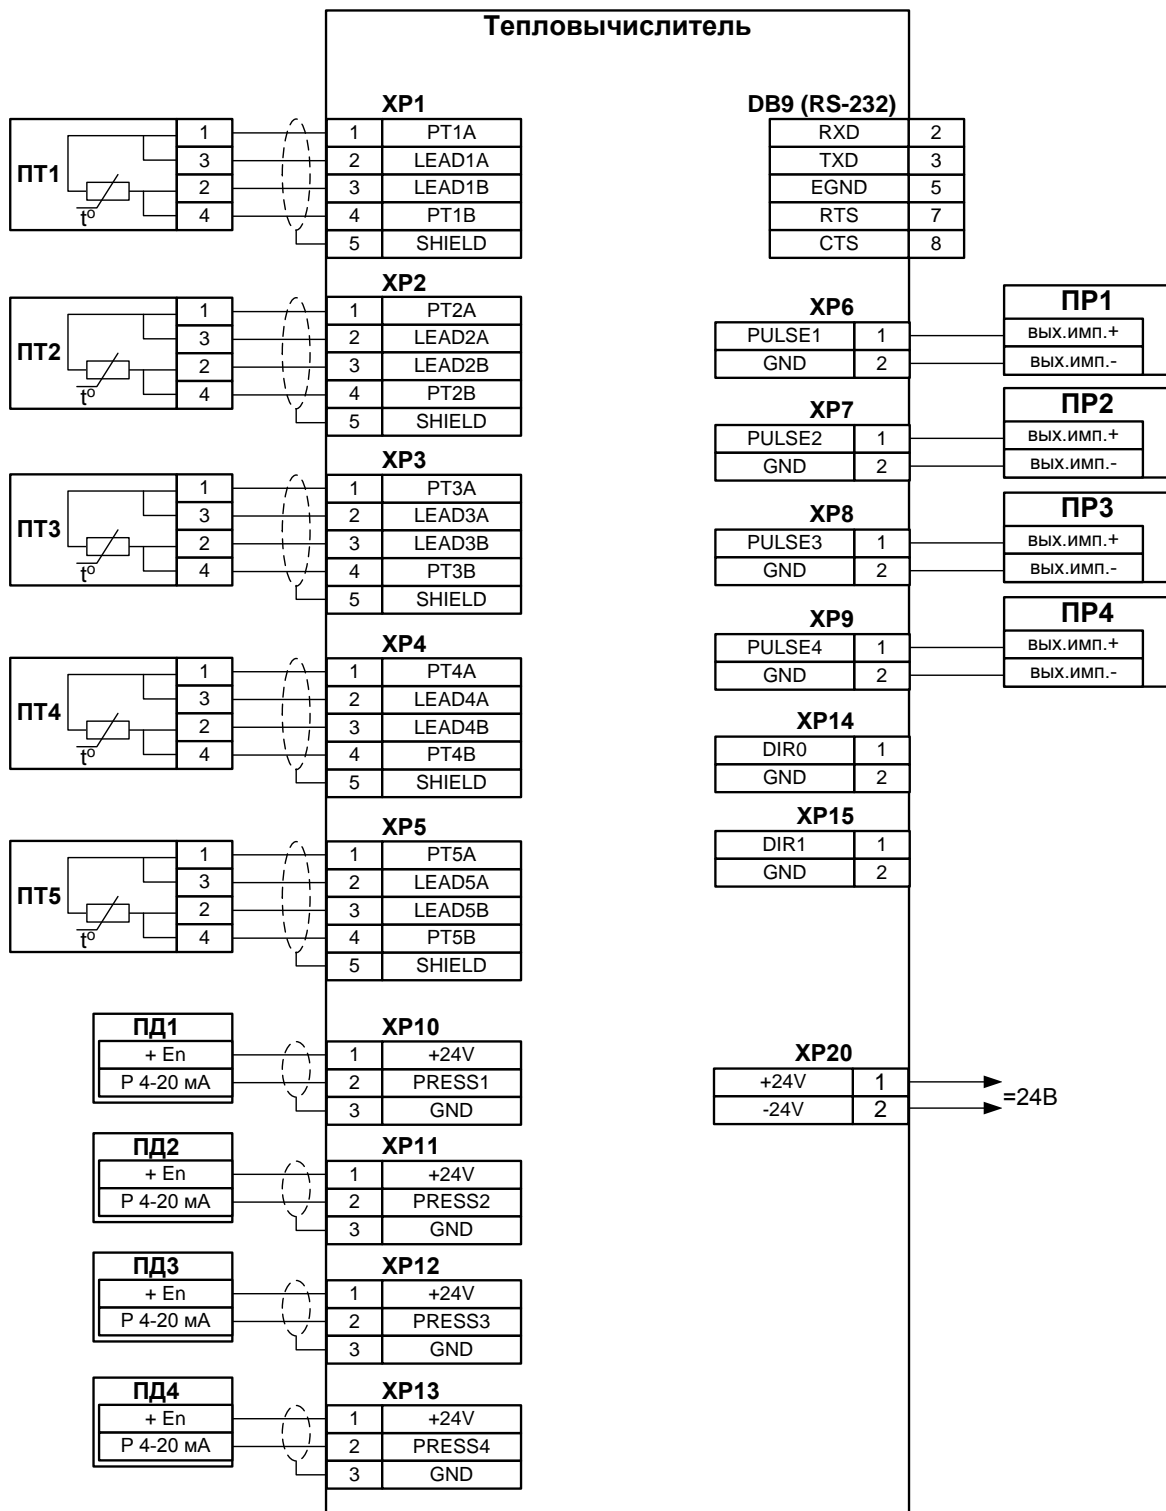 Тепловычислитель
XP1
ПТ1
1
3
2
4
tº
1 PT1A
2 LEAD1A
3 LEAD1B
4 PT1B
5 SHIELD
XP2
ПТ2
1
3
2
4
tº
1 PT2A
2 LEAD2A
3 LEAD2B
4 PT2B
5 SHIELD
XP3
ПТ3
1
3
2
4
tº
1 PT3A
2 LEAD3A
3 LEAD3B
4 PT3B
5 SHIELD
XP4
ПТ4
1
3
2
4
tº
1 PT4A
2 LEAD4A
3 LEAD4B
4 PT4B
5 SHIELD
XP5
ПТ5
1
3
2
4
tº
1 PT5A
2 LEAD5A
3 LEAD5B
4 PT5B
5 SHIELD
ПД1
+ En
P 4-20 мА
XP10
1 +24V
2 PRESS1
3 GND
ПД2
+ En
P 4-20 мА
XP11
1 +24V
2 PRESS2
3 GND
ПД3
+ En
P 4-20 мА
XP12
1 +24V
2 PRESS3
3 GND
ПД4
+ En
P 4-20 мА
XP13
1 +24V
2 PRESS4
3 GND
DB9 (RS-232)
RXD 2
TXD 3
EGND 5
RTS 7
CTS 8
XP6
PULSE1 1
GND 2
ПР1
вых.имп.+
вых.имп.-
XP7
PULSE2 1
GND 2
ПР2
вых.имп.+
вых.имп.-
XP8
PULSE3 1
GND 2
ПР3
вых.имп.+
вых.имп.-
XP9
PULSE4 1
GND 2
ПР4
вых.имп.+
вых.имп.-
XP14
DIR0 1
GND 2
XP15
DIR1 1
GND 2
XP20
+24V 1
-24V 2
=24В